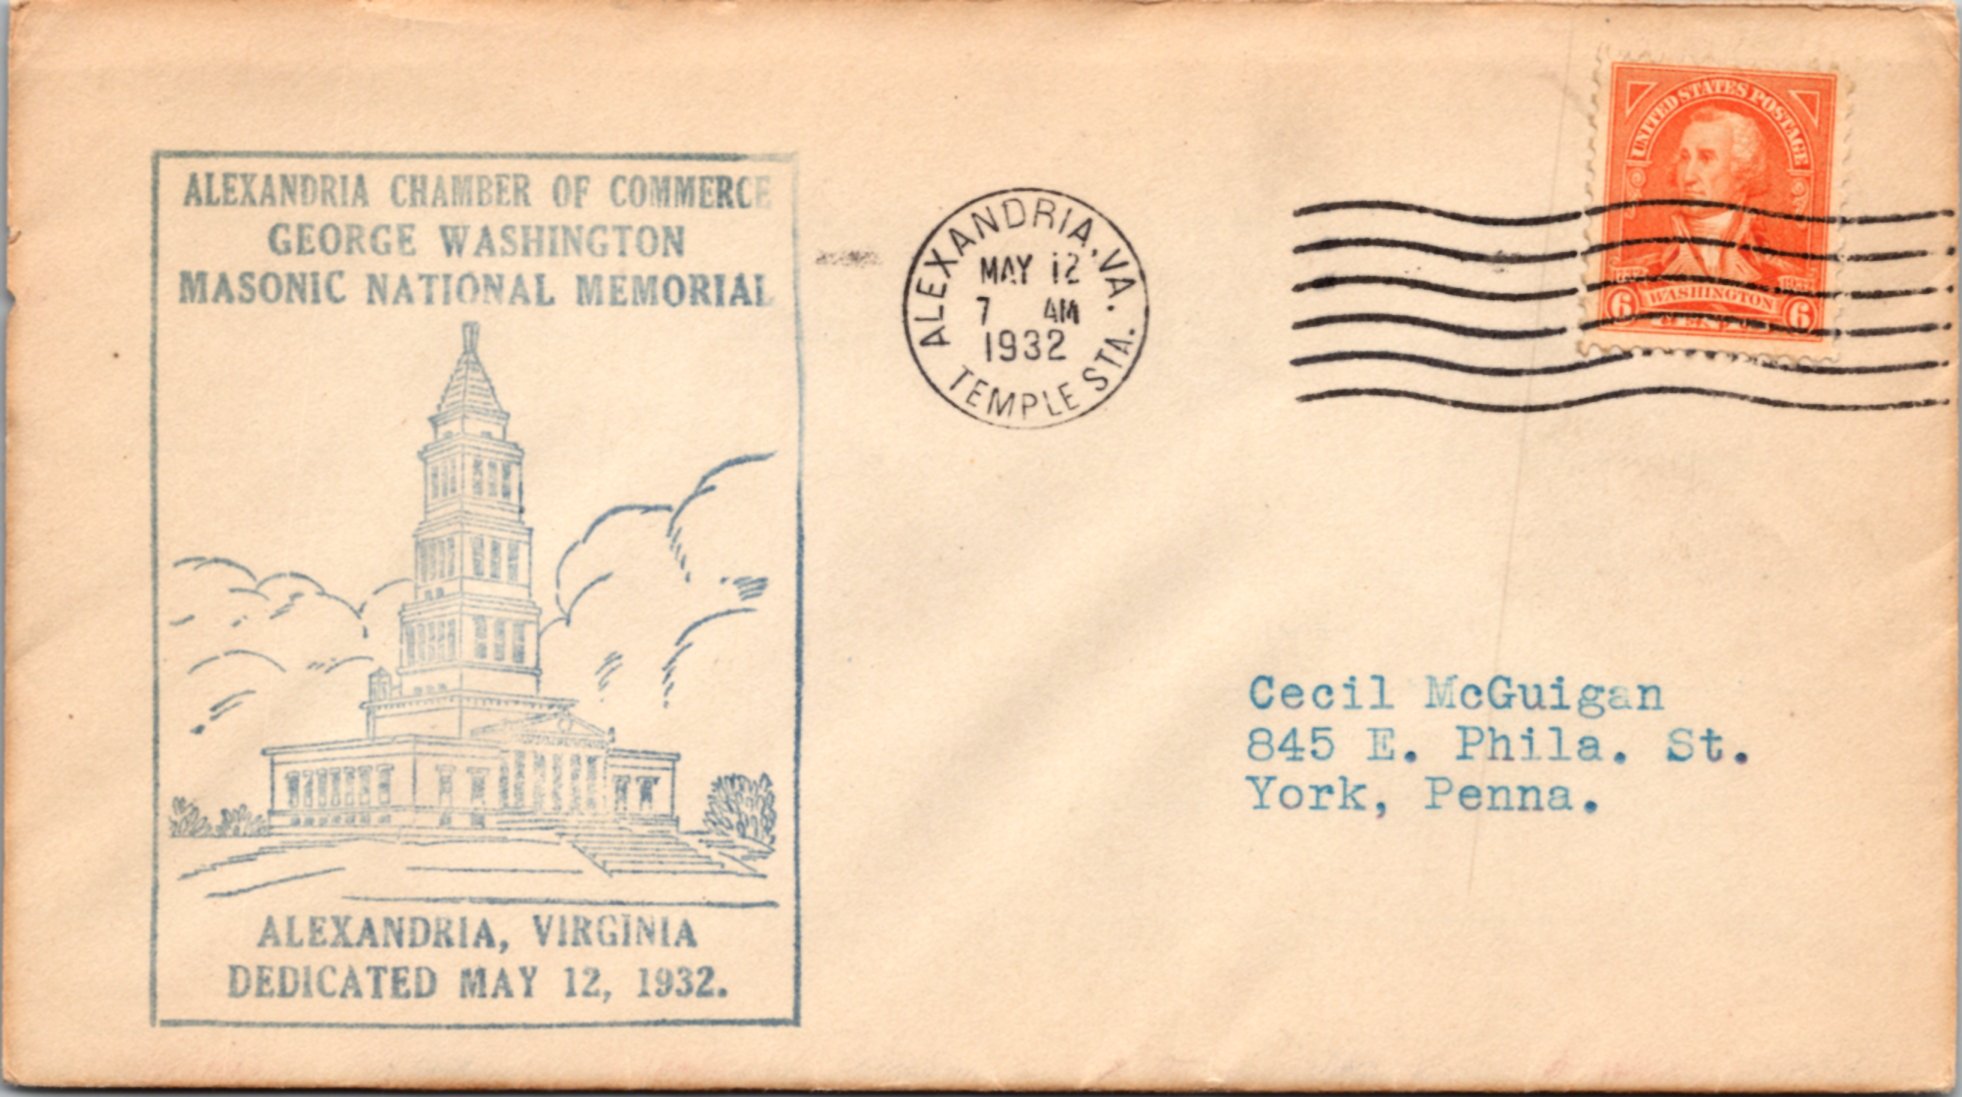 ALEXANDRIA CHAMBER OF COMMERCE
GEORGE WASHINGTON
MASONIC NATIONAL MEMORIAL
ALEXANDRIA, VIRGINIA
DEDICATED MAY 12, 1932.
ALEXANDRIA, VA.
MAY 12
7 AM
1932
TEMPLE STA.
UNITED STATES POSTAGE
WASHINGTON
6 6
Cecil McGuigan
845 E. Phila. St.
York, Penna.